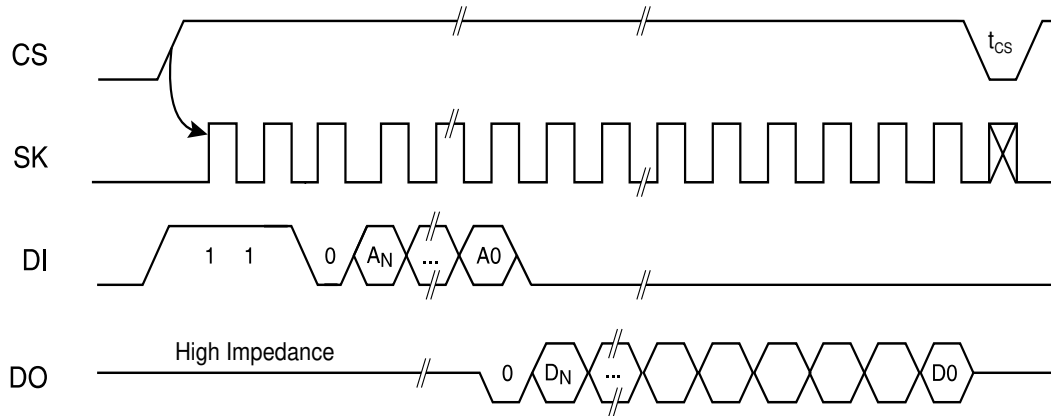 CS
t_CS
SK
DI
1 1 0 A_N ... A0
High Impedance
DO
0 D_N ... D0